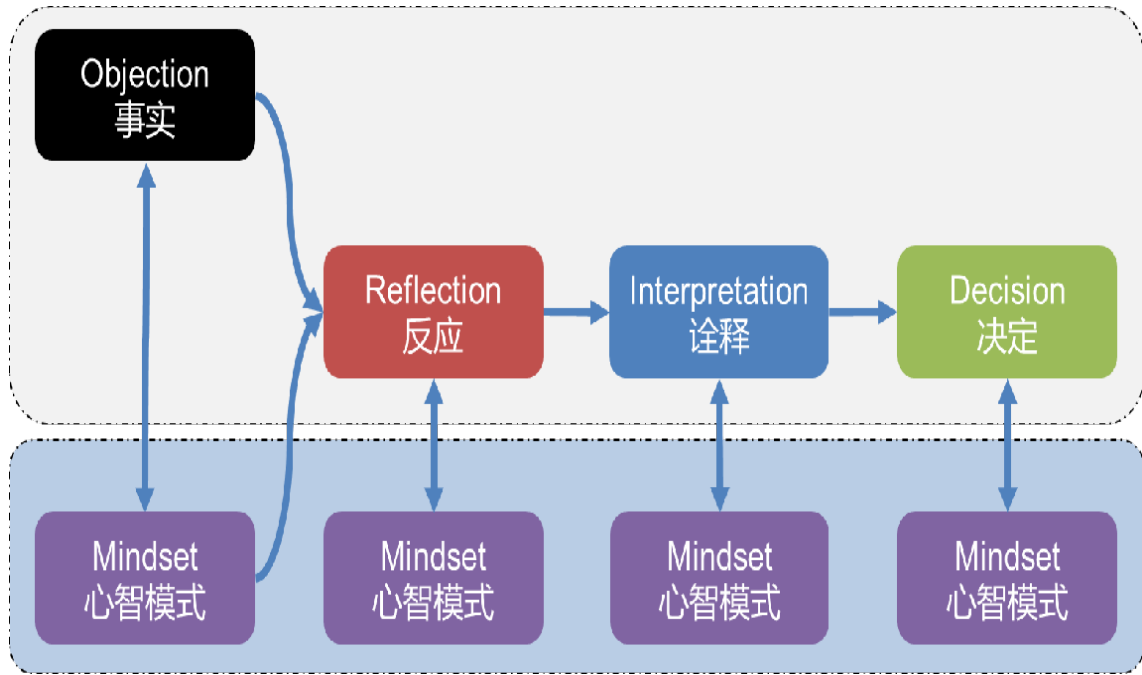 Objection
事实
Reflection
反应
Interpretation
诠释
Decision
决定
Mindset
心智模式
Mindset
心智模式
Mindset
心智模式
Mindset
心智模式